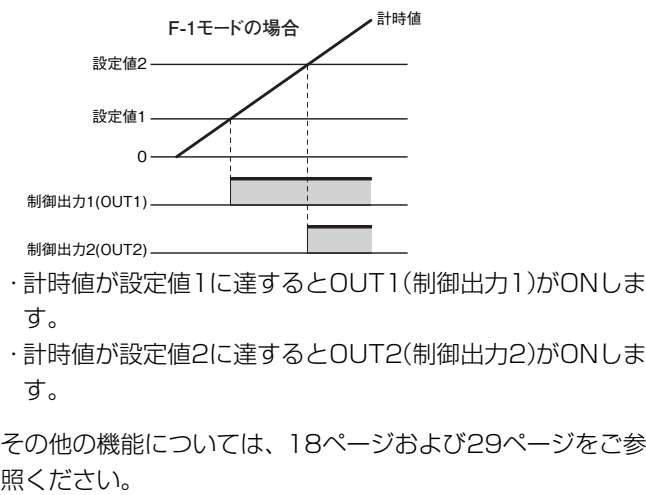 F-1モードの場合
計時値
設定値2
設定値1
0
制御出力1(OUT1)
制御出力2(OUT2)
・計時値が設定値1に達するとOUT1(制御出力1)がONしま
す。
・計時値が設定値2に達するとOUT2(制御出力2)がONしま
す。
その他の機能については、18ページおよび29ページをご参
照ください。